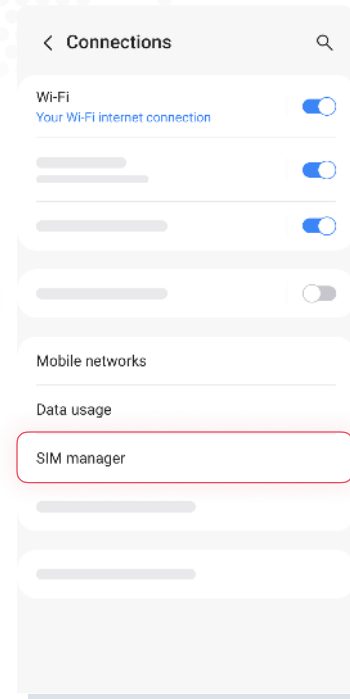 Connections
Wi-Fi
Your Wi-Fi internet connection
Mobile networks
Data usage
SIM manager